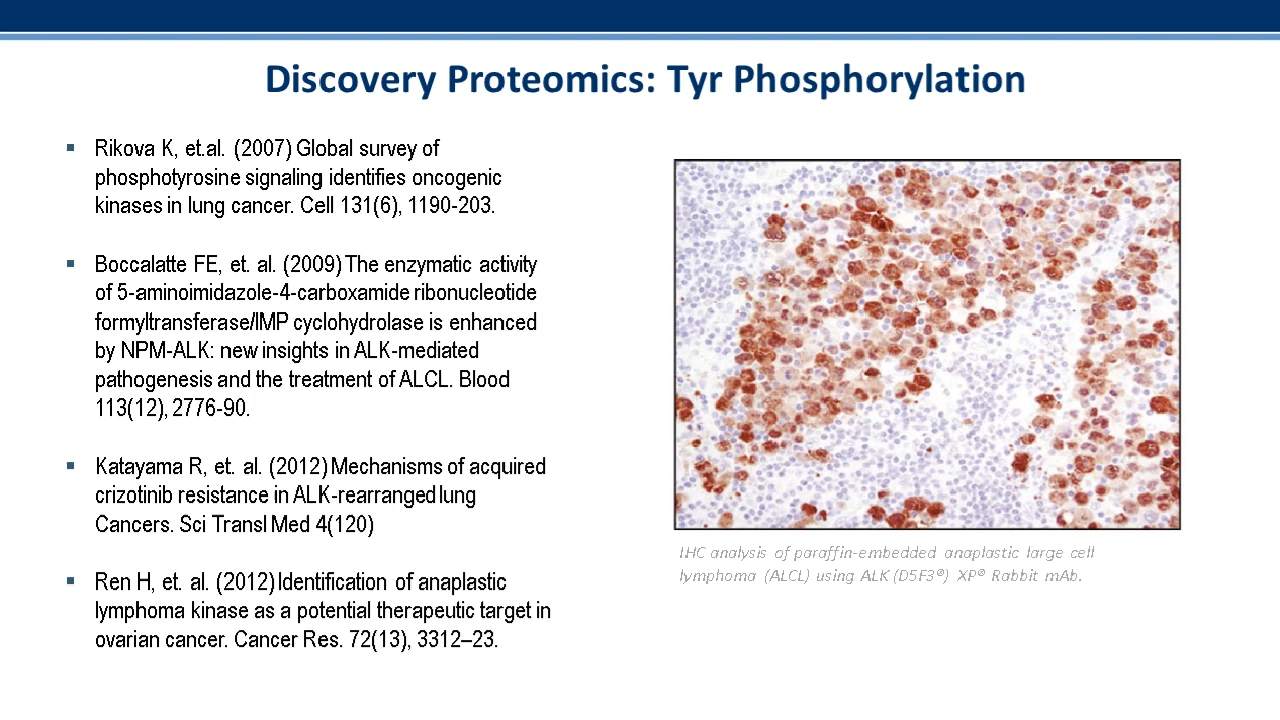 Discovery Proteomics: Tyr Phosphorylation
Rikova K, et.al. (2007) Global survey of
phosphotyrosine signaling identifies oncogenic
kinases in lung cancer. Cell 131(6), 1190-203.
Boccalatte FE, et. al. (2009) The enzymatic activity
of 5-aminoimidazole-4-carboxamide ribonucleotide
formyltransferase/IMP cyclohydrolase is enhanced
by NPM-ALK: new insights in ALK-mediated
pathogenesis and the treatment of ALCL. Blood
113(12), 2776-90.
Katayama R, et. al. (2012) Mechanisms of acquired
crizotinib resistance in ALK-rearranged lung
Cancers. Sci Transl Med 4(120)
Ren H, et. al. (2012) Identification of anaplastic
lymphoma kinase as a potential therapeutic target in
ovarian cancer. Cancer Res. 72(13), 3312–23.
IHC analysis of paraffin-embedded anaplastic large cell
lymphoma (ALCL) using ALK (D5F3®) XP® Rabbit mAb.